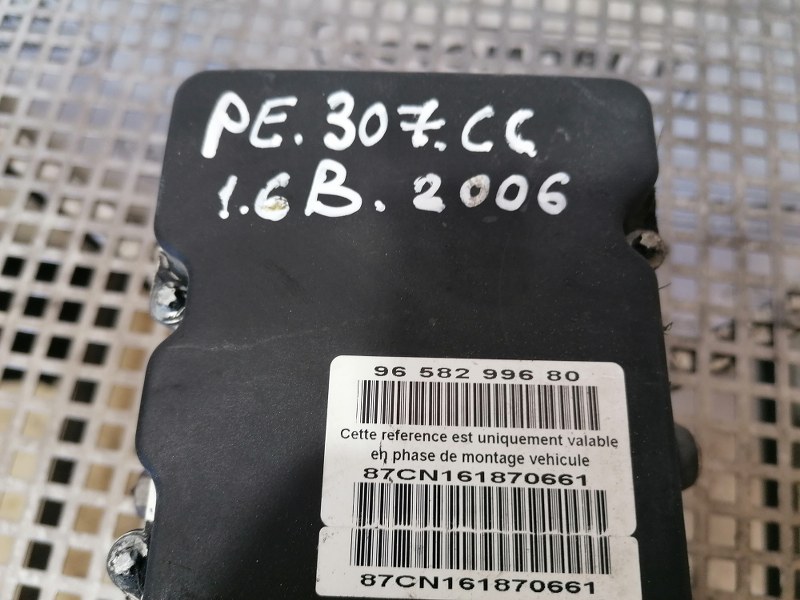 PE. 307. CC
1.6 B. 2006
96 582 996 80
Cette reference est uniquement valable
en phase de montage vehicule
87CN161870661
87CN161870661